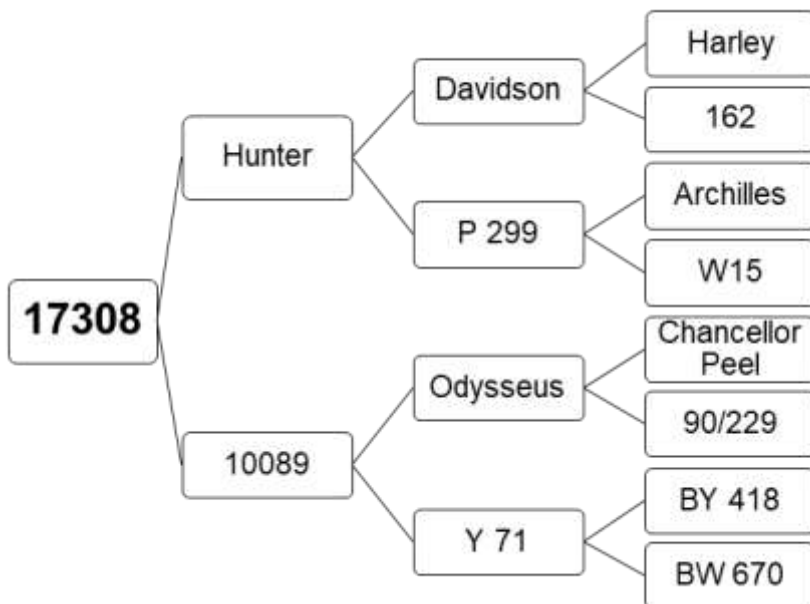 Harley
Davidson
162
Hunter
Archilles
P 299
W15
17308
Chancellor
Peel
Odysseus
90/229
10089
BY 418
Y 71
BW 670